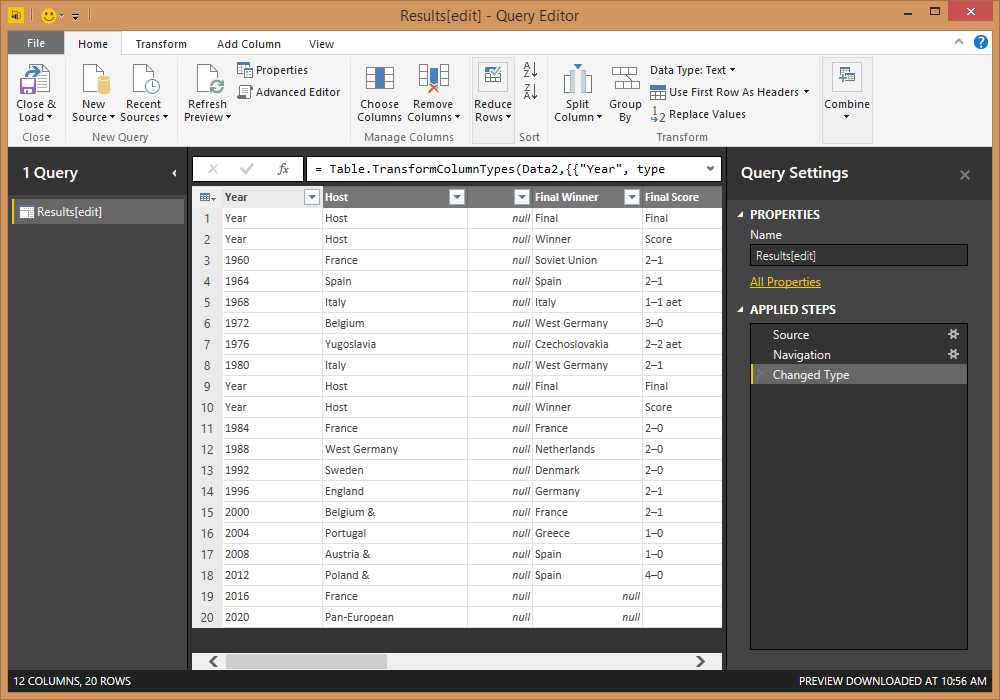 Results[edit] - Query Editor
File Home Transform Add Column View
Close & Load
New Source
Recent Sources
Refresh Preview
Properties
Advanced Editor
Choose Columns
Remove Columns
Reduce Rows
Split Column
Group By
Data Type: Text
Use First Row As Headers
Replace Values
Combine
Close New Query Manage Columns Sort Transform
1 Query
Results[edit]
fx = Table.TransformColumnTypes(Data2,{{"Year", type
Year Host Final Winner Final Score
1 Year Host null Final Final
2 Year Host null Winner Score
3 1960 France null Soviet Union 2–1
4 1964 Spain null Spain 2–1
5 1968 Italy null Italy 1–1 aet
6 1972 Belgium null West Germany 3–0
7 1976 Yugoslavia null Czechoslovakia 2–2 aet
8 1980 Italy null West Germany 2–1
9 Year Host null Final Final
10 Year Host null Winner Score
11 1984 France null France 2–0
12 1988 West Germany null Netherlands 2–0
13 1992 Sweden null Denmark 2–0
14 1996 England null Germany 2–1
15 2000 Belgium & null France 2–1
16 2004 Portugal null Greece 1–0
17 2008 Austria & null Spain 1–0
18 2012 Poland & null Spain 4–0
19 2016 France null null
20 2020 Pan-European null null
Query Settings
PROPERTIES
Name
Results[edit]
All Properties
APPLIED STEPS
Source
Navigation
Changed Type
12 COLUMNS, 20 ROWS
PREVIEW DOWNLOADED AT 10:56 AM